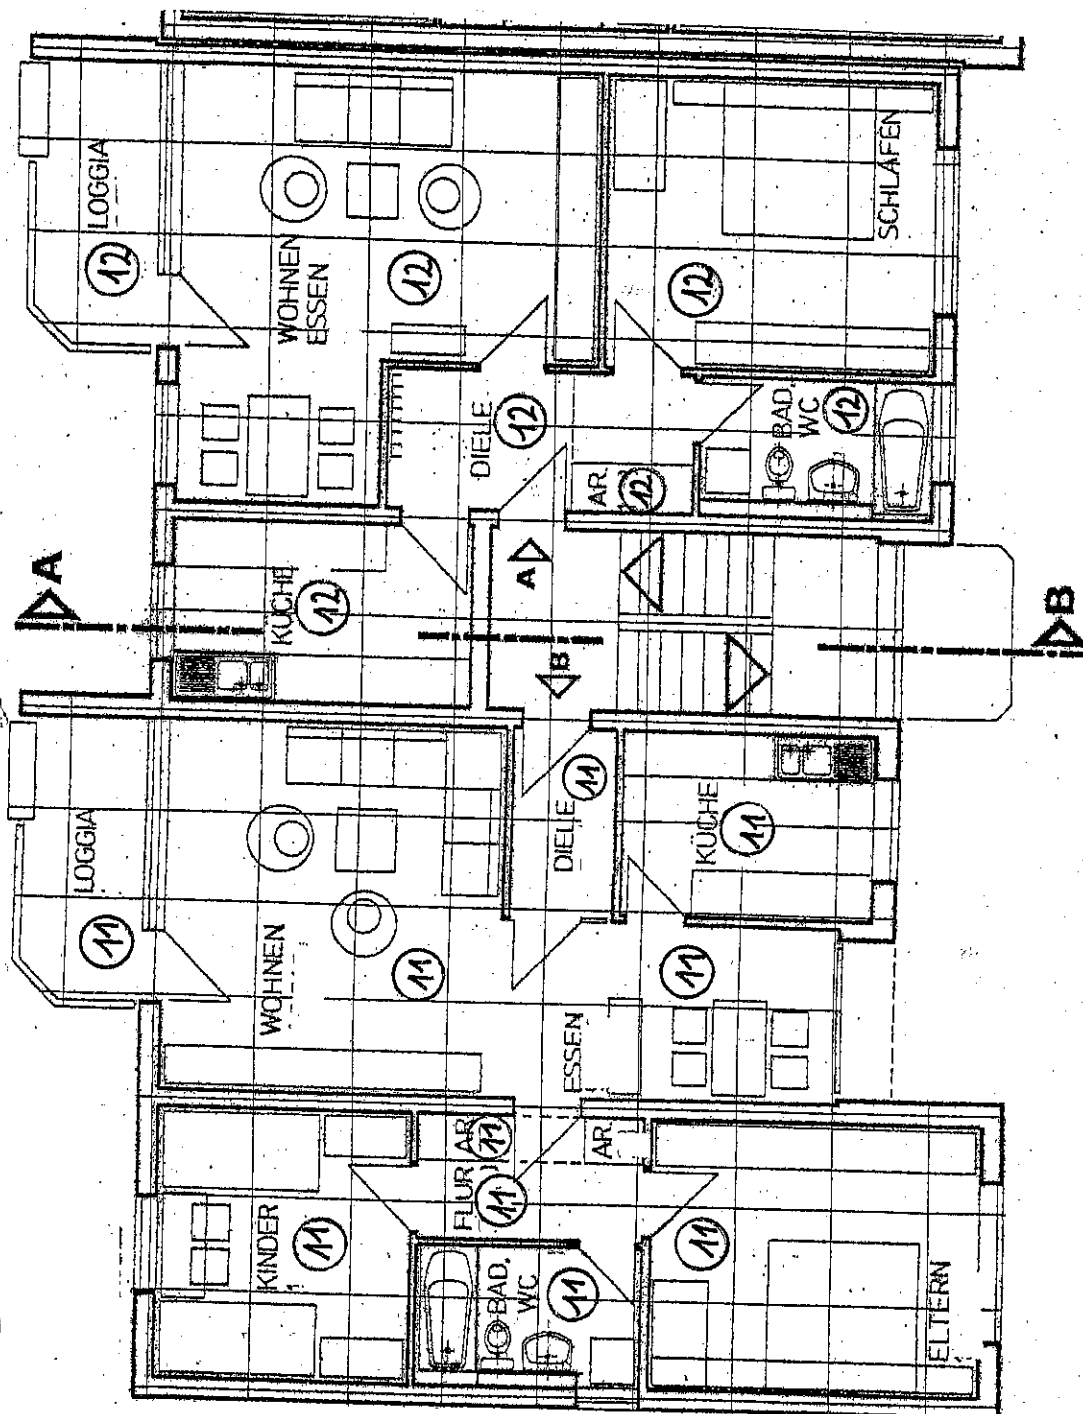 LOGGIA
12
WOHNEN
ESSEN
12
SCHLAFEN
12
DIELE
12
AR.
12
BAD,
WC
12
A
KÜCHE
12
A
B
B
LOGGIA
11
WOHNEN
11
DIELE
11
KÜCHE
11
ESSEN
11
AR
11
FLUR
11
AR.
KINDER
1
11
BAD,
WC
11
11
ELTERN